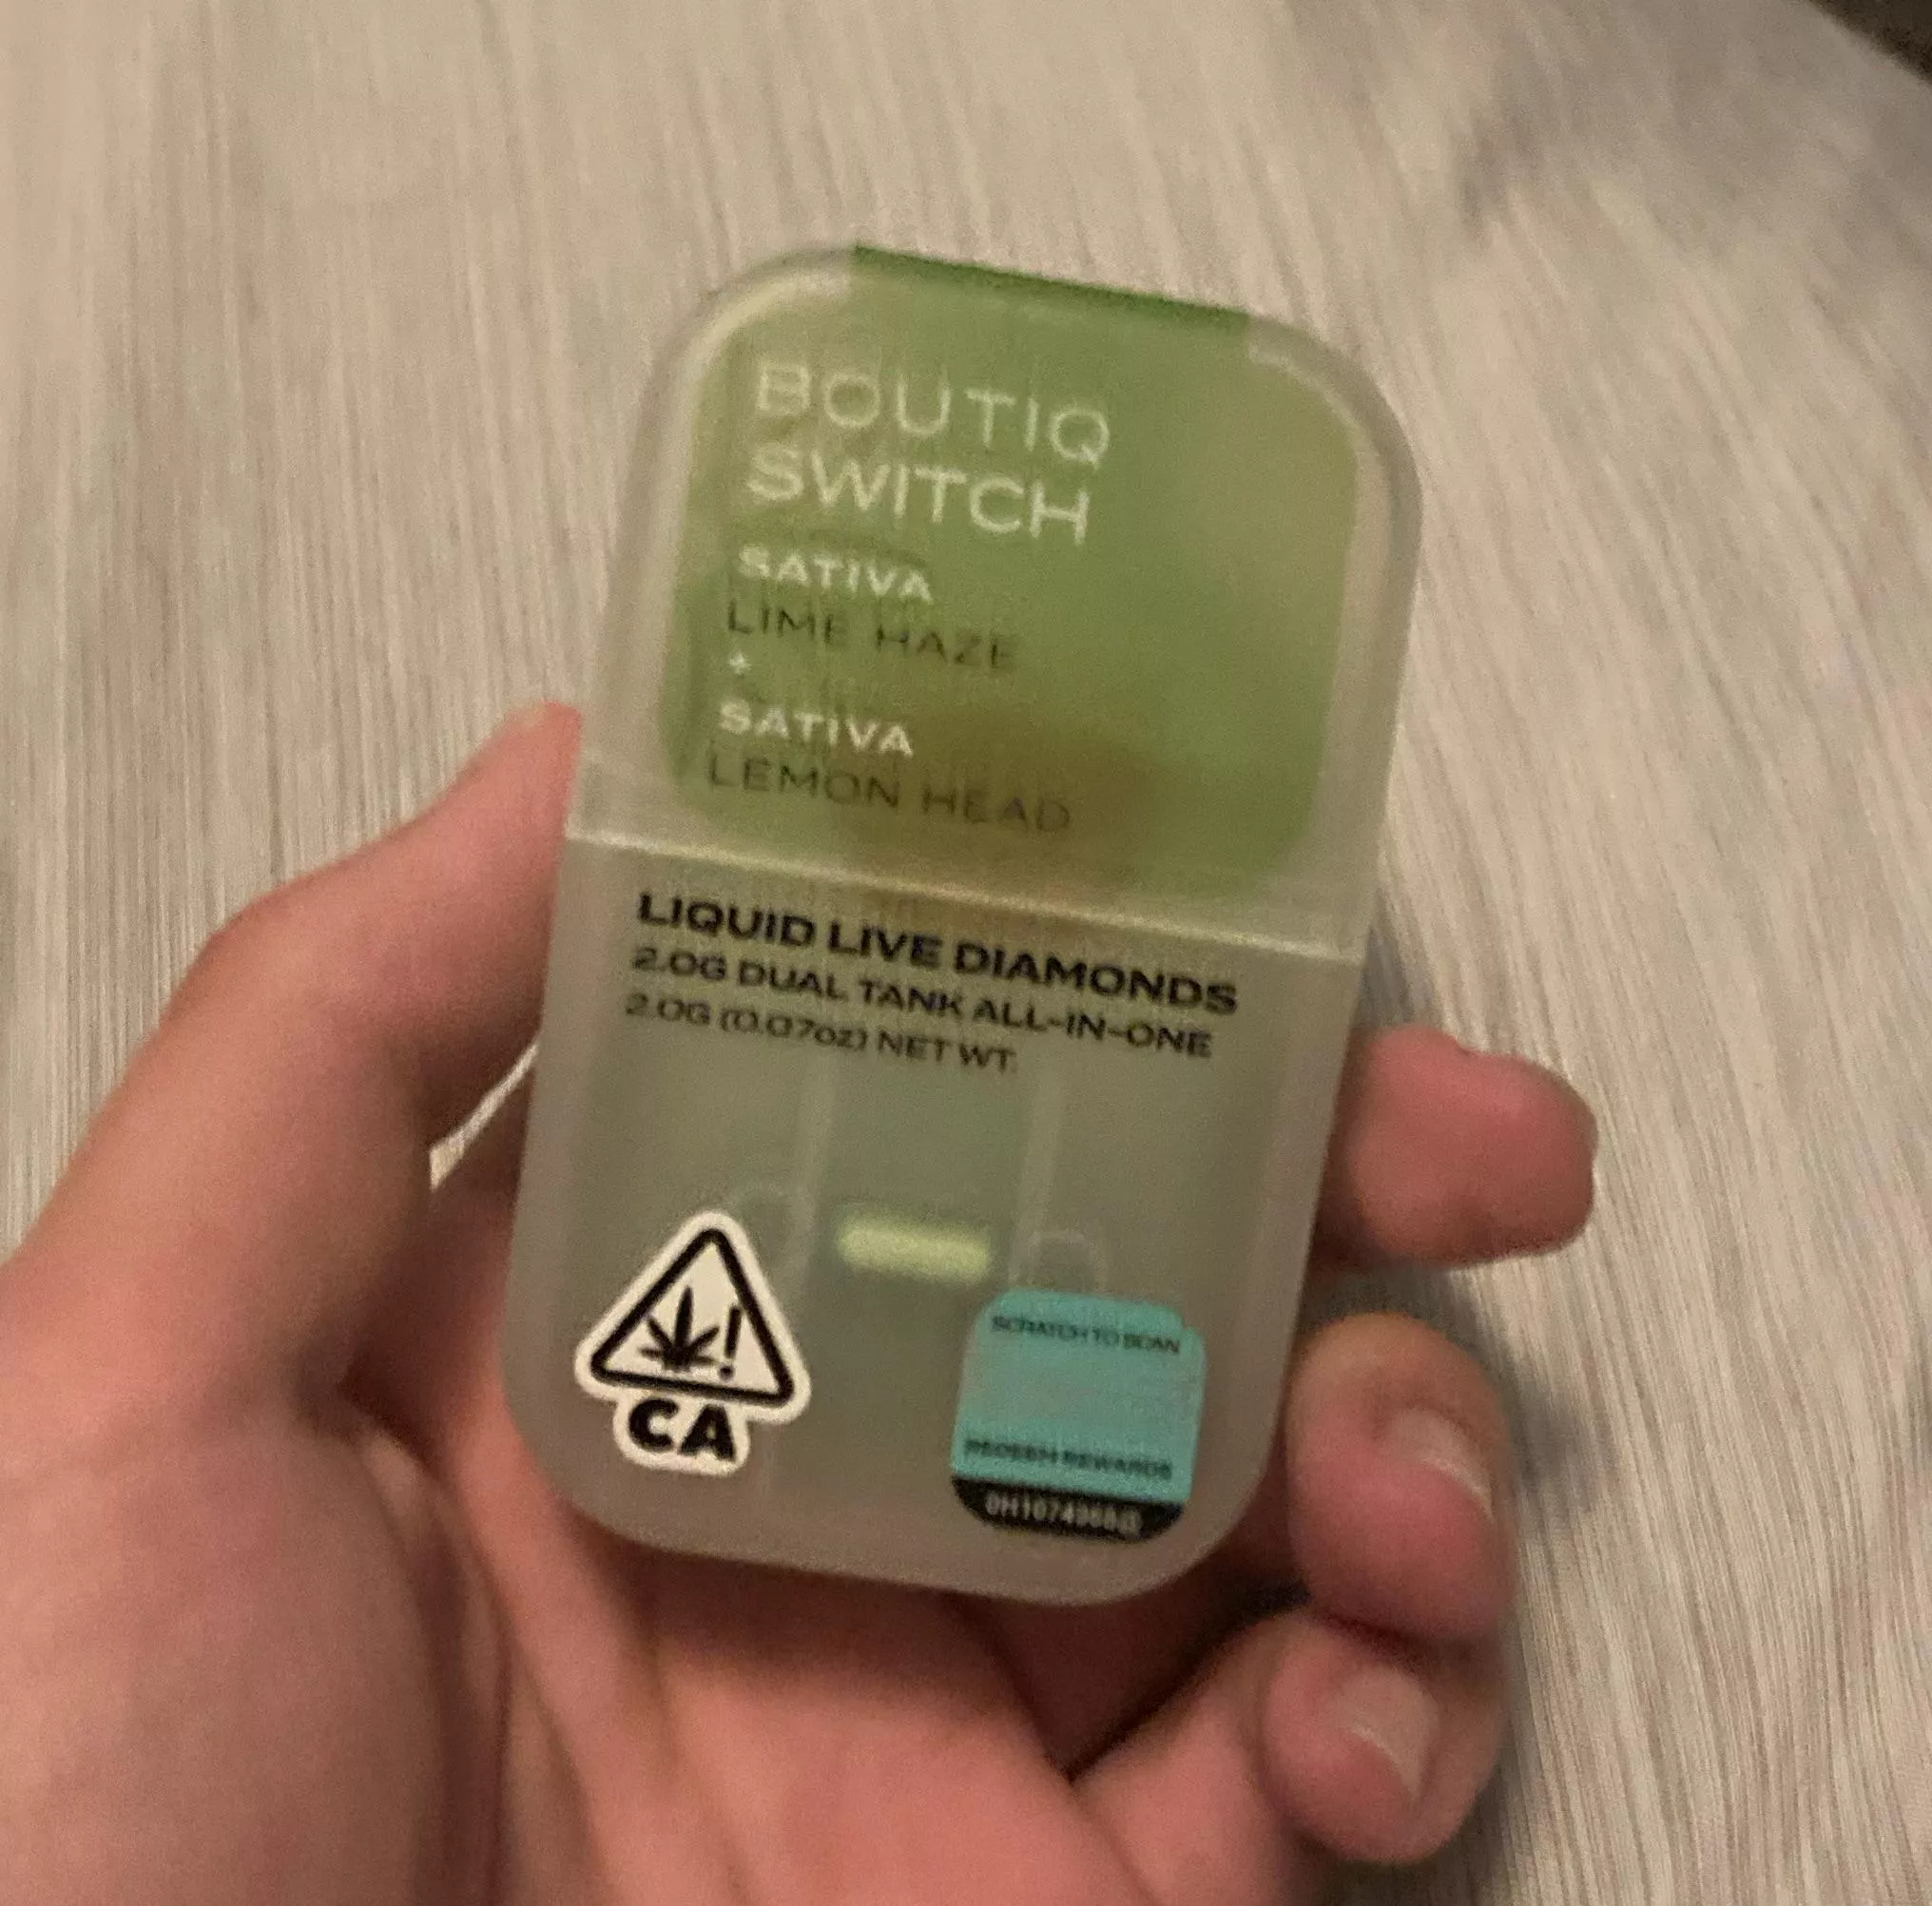 BOUTIQ
SWITCH
SATIVA
LIME HAZE
+
SATIVA
LEMON HEAD
LIQUID LIVE DIAMONDS
2.0G DUAL TANK ALL-IN-ONE
2.0G (0.07oz) NET WT.
!
CA
SCRATCH TO SCAN
REDEEM REWARDS